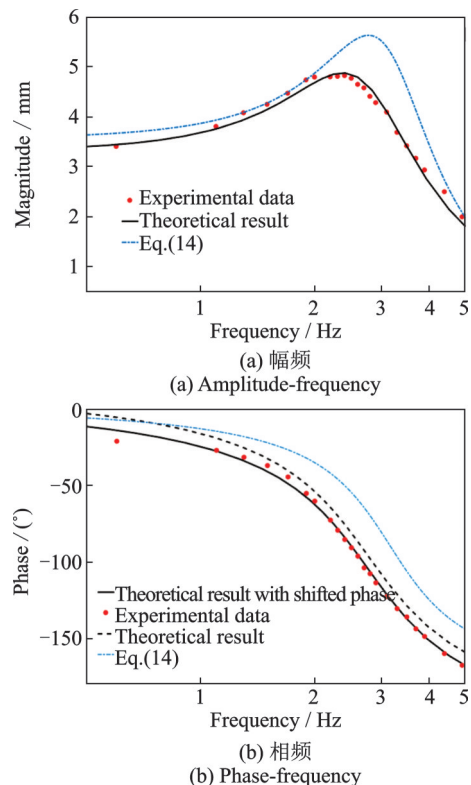 6
5
4
3
2
1
Magnitude / mm
Experimental data
Theoretical result
Eq.(14)
1
2
3
4
5
Frequency / Hz
(a) 幅频
(a) Amplitude-frequency
0
−50
−100
−150
Phase / (°)
Theoretical result with shifted phase
Experimental data
Theoretical result
Eq.(14)
1
2
3
4
5
Frequency / Hz
(b) 相频
(b) Phase-frequency